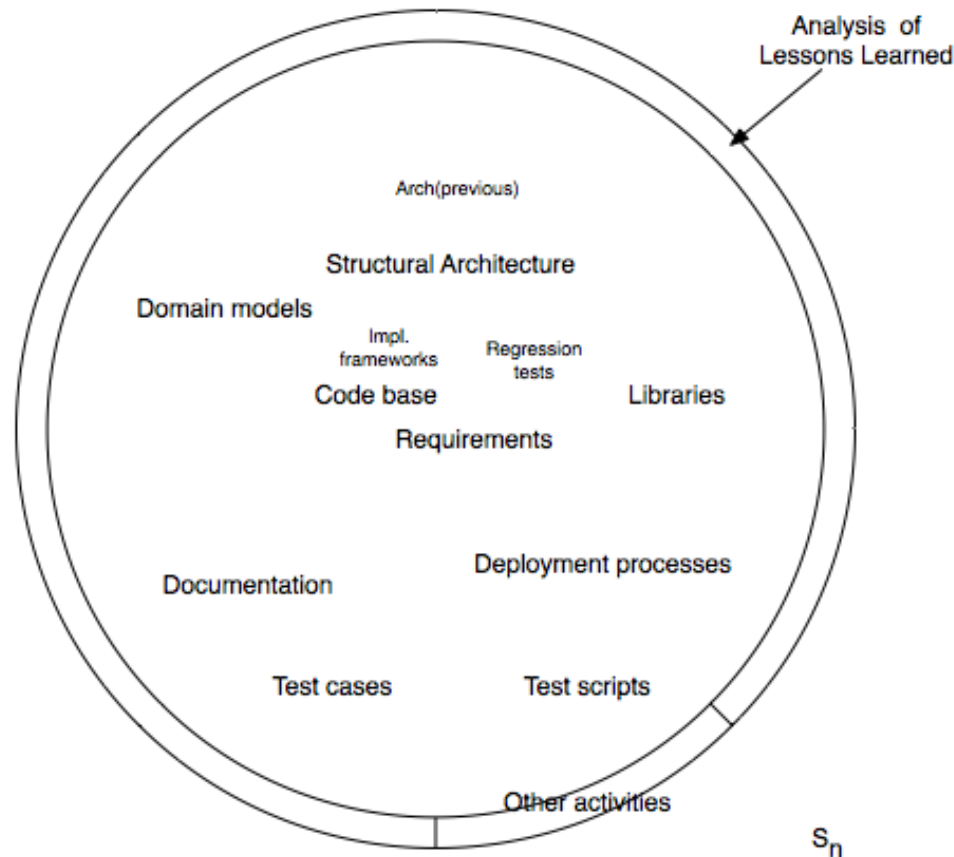 Analysis of
Lessons Learned
Arch(previous)
Structural Architecture
Domain models
Impl.
frameworks
Regression
tests
Code base
Libraries
Requirements
Deployment processes
Documentation
Test cases
Test scripts
Other activities
Sn